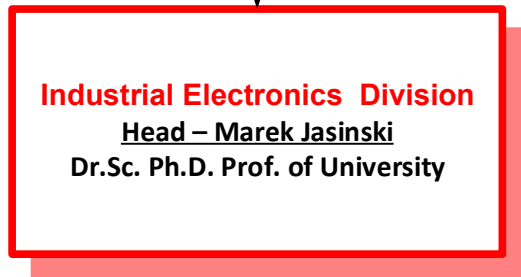 Industrial Electronics  Division
Head – Marek Jasinski
Dr.Sc. Ph.D. Prof. of University